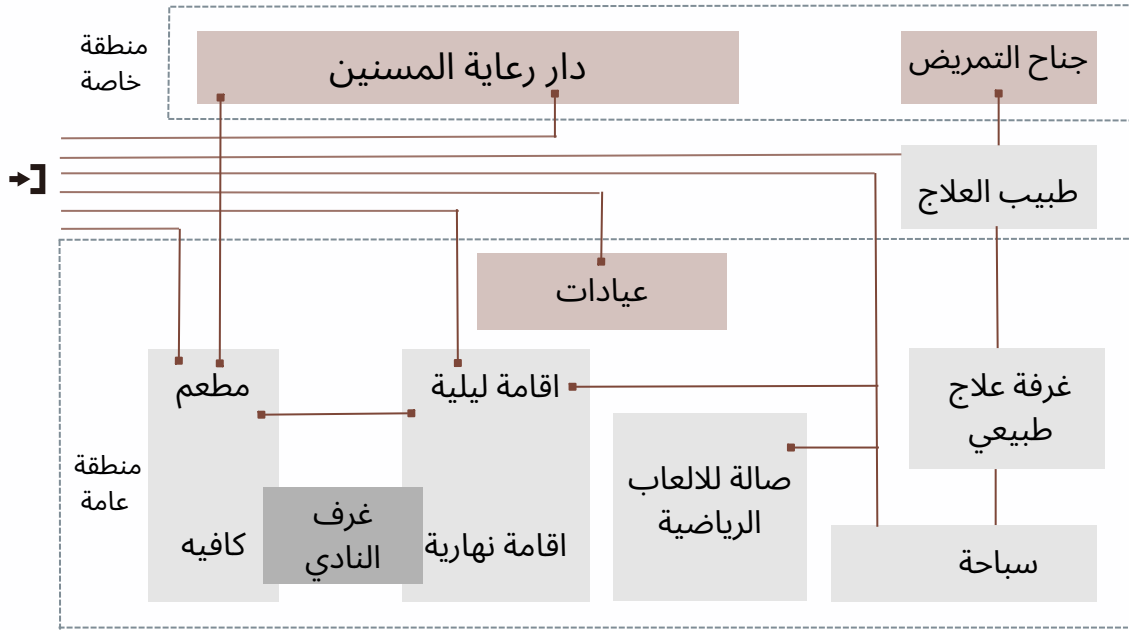 منطقة
خاصة
جناح التمريض
دار رعاية المسنين
طبيب العلاج
عيادات
غرفة علاج
طبيعي
اقامة ليلية
مطعم
منطقة
عامة
صالة للالعاب
الرياضية
غرف
النادي
سباحة
اقامة نهارية
كافيه